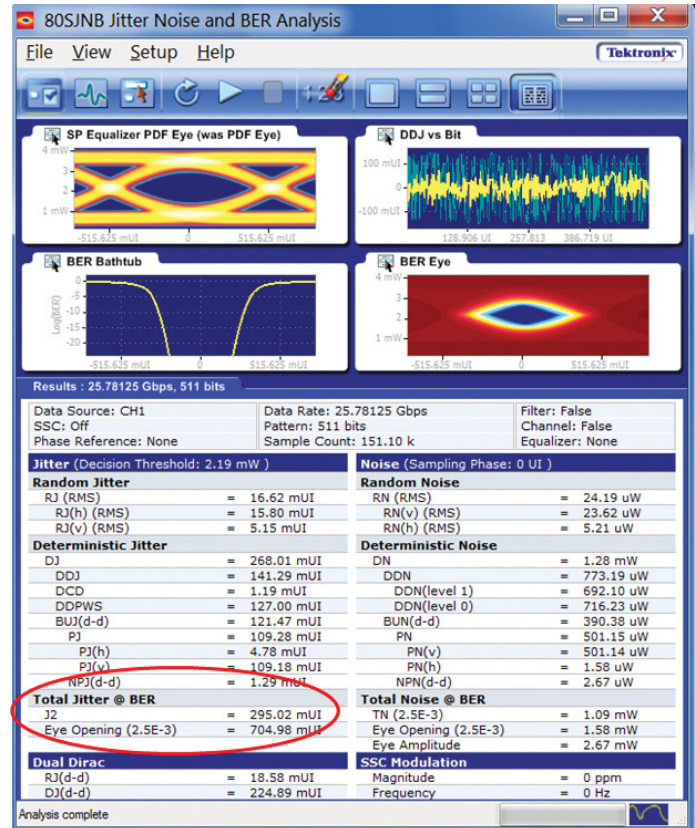 80SJNB Jitter Noise and BER Analysis
File View Setup Help
Tektronix
SP Equalizer PDF Eye (was PDF Eye)
4 mW
3
2
1 mW
-515.625 mUI 0 515.625 mUI
DDJ vs Bit
100 mUI
0
-100 mUI
128.906 UI 257.813 386.719 UI
BER Bathtub
Log(BER)
0
-5
-10
-15
-20
-515.625 mUI 0 515.625 mUI
BER Eye
4 mW
3
2
1 mW
-515.625 mUI 0 515.625 mUI
Results : 25.78125 Gbps, 511 bits
Data Source: CH1 Data Rate: 25.78125 Gbps Filter: False
SSC: Off Pattern: 511 bits Channel: False
Phase Reference: None Sample Count: 151.10 k Equalizer: None
Jitter (Decision Threshold: 2.19 mW )
Random Jitter
RJ (RMS) = 16.62 mUI
RJ(h) (RMS) = 15.80 mUI
RJ(v) (RMS) = 5.15 mUI
Deterministic Jitter
DJ = 268.01 mUI
DDJ = 141.29 mUI
DCD = 1.19 mUI
DDPWS = 127.00 mUI
BUJ(d-d) = 121.47 mUI
PJ = 109.28 mUI
PJ(h) = 4.78 mUI
PJ(v) = 109.18 mUI
NPJ(d-d) = 1.29 mUI
Total Jitter @ BER
J2 = 295.02 mUI
Eye Opening (2.5E-3) = 704.98 mUI
Dual Dirac
RJ(d-d) = 18.58 mUI
DJ(d-d) = 224.89 mUI
Noise (Sampling Phase: 0 UI )
Random Noise
RN (RMS) = 24.19 uW
RN(v) (RMS) = 23.62 uW
RN(h) (RMS) = 5.21 uW
Deterministic Noise
DN = 1.28 mW
DDN = 773.19 uW
DDN(level 1) = 692.10 uW
DDN(level 0) = 716.23 uW
BUN(d-d) = 390.38 uW
PN = 501.15 uW
PN(v) = 501.14 uW
PN(h) = 1.58 uW
NPN(d-d) = 2.67 uW
Total Noise @ BER
TN (2.5E-3) = 1.09 mW
Eye Opening (2.5E-3) = 1.58 mW
Eye Amplitude = 2.67 mW
SSC Modulation
Magnitude = 0 ppm
Frequency = 0 Hz
Analysis complete